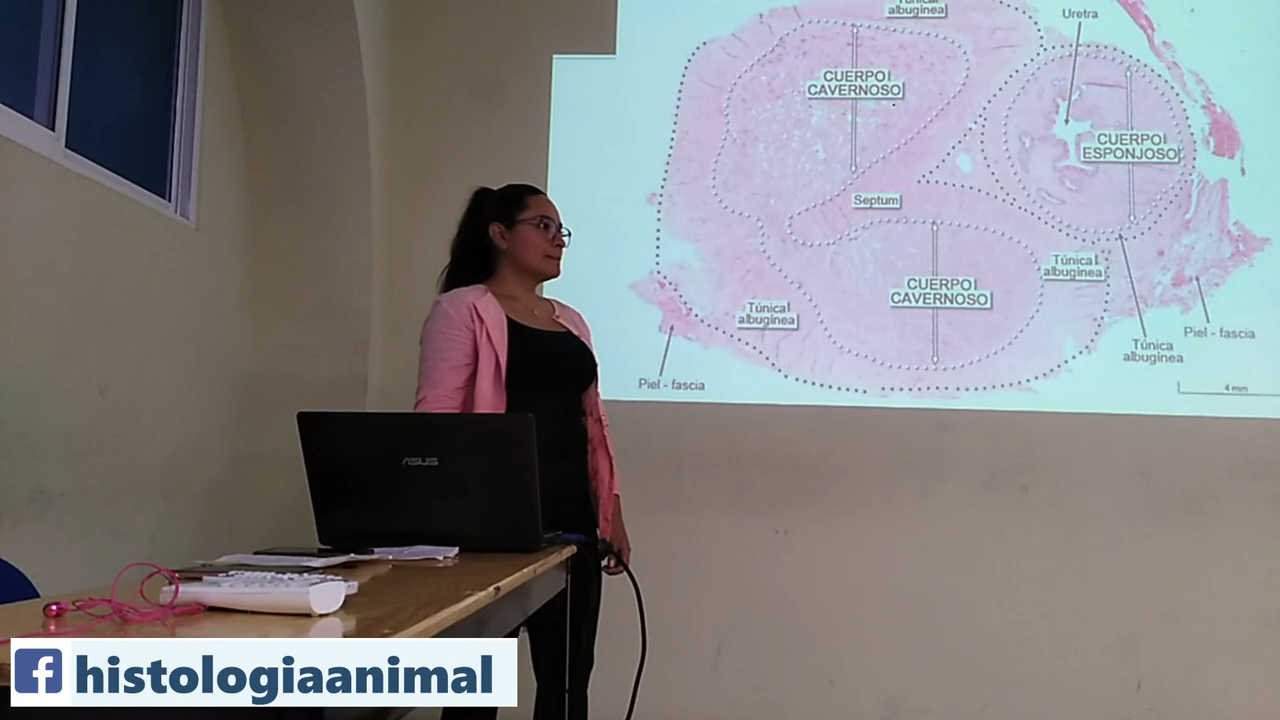 Túnica
albugínea
Uretra
CUERPO
CAVERNOSO
CUERPO
ESPONJOSO
Septum
Túnica
albugínea
CUERPO
CAVERNOSO
Túnica
albugínea
Túnica
albugínea
Piel - fascia
Piel - fascia
4 mm
ASUS
histologiaanimal